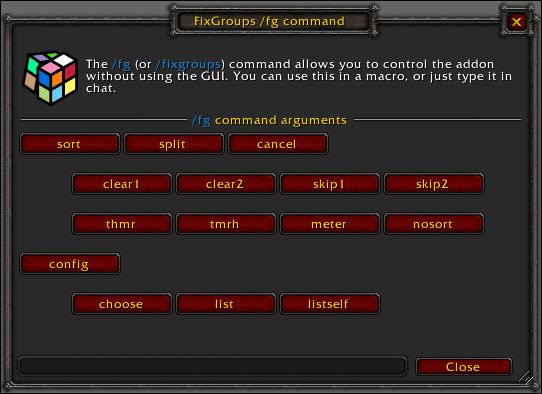 FixGroups /fg command
The /fg (or /fixgroups) command allows you to control the addon
without using the GUI. You can use this in a macro, or just type it in
chat.
/fg command arguments
sort split cancel
clear1 clear2 skip1 skip2
thmr tmrh meter nosort
config
choose list listself
Close